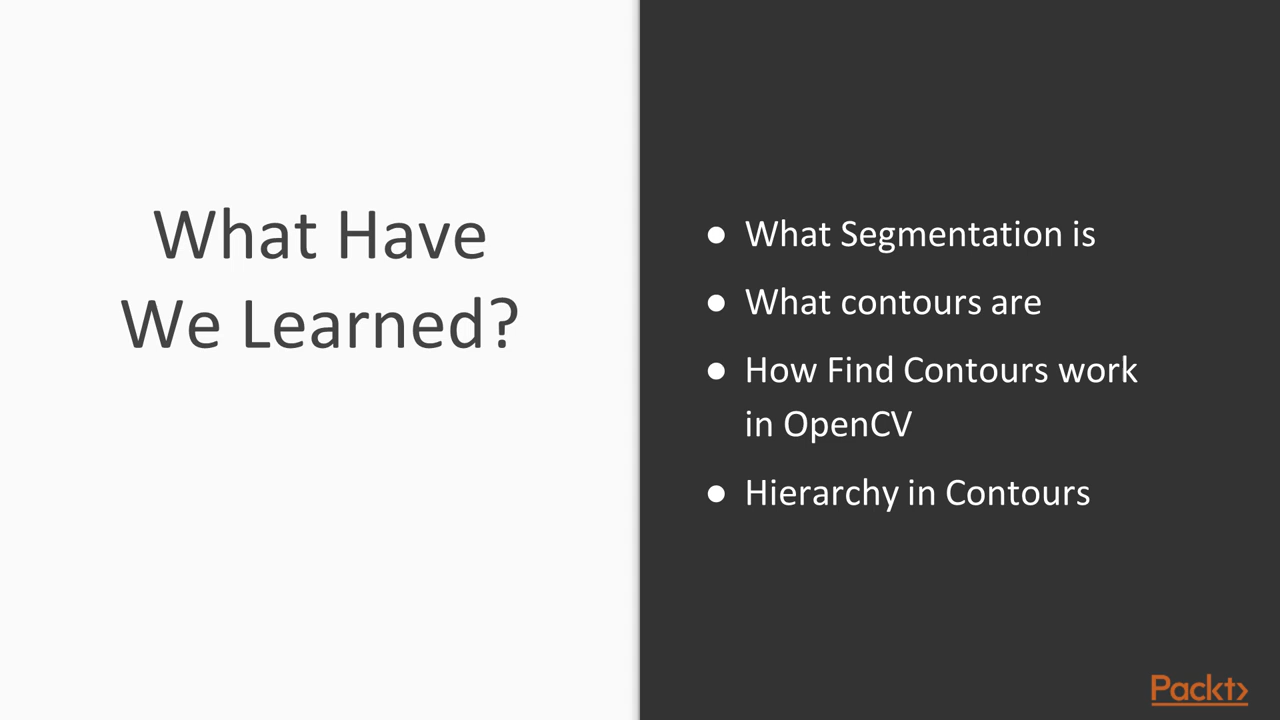 What Have
We Learned?
● What Segmentation is
● What contours are
● How Find Contours work
in OpenCV
● Hierarchy in Contours
Packt>